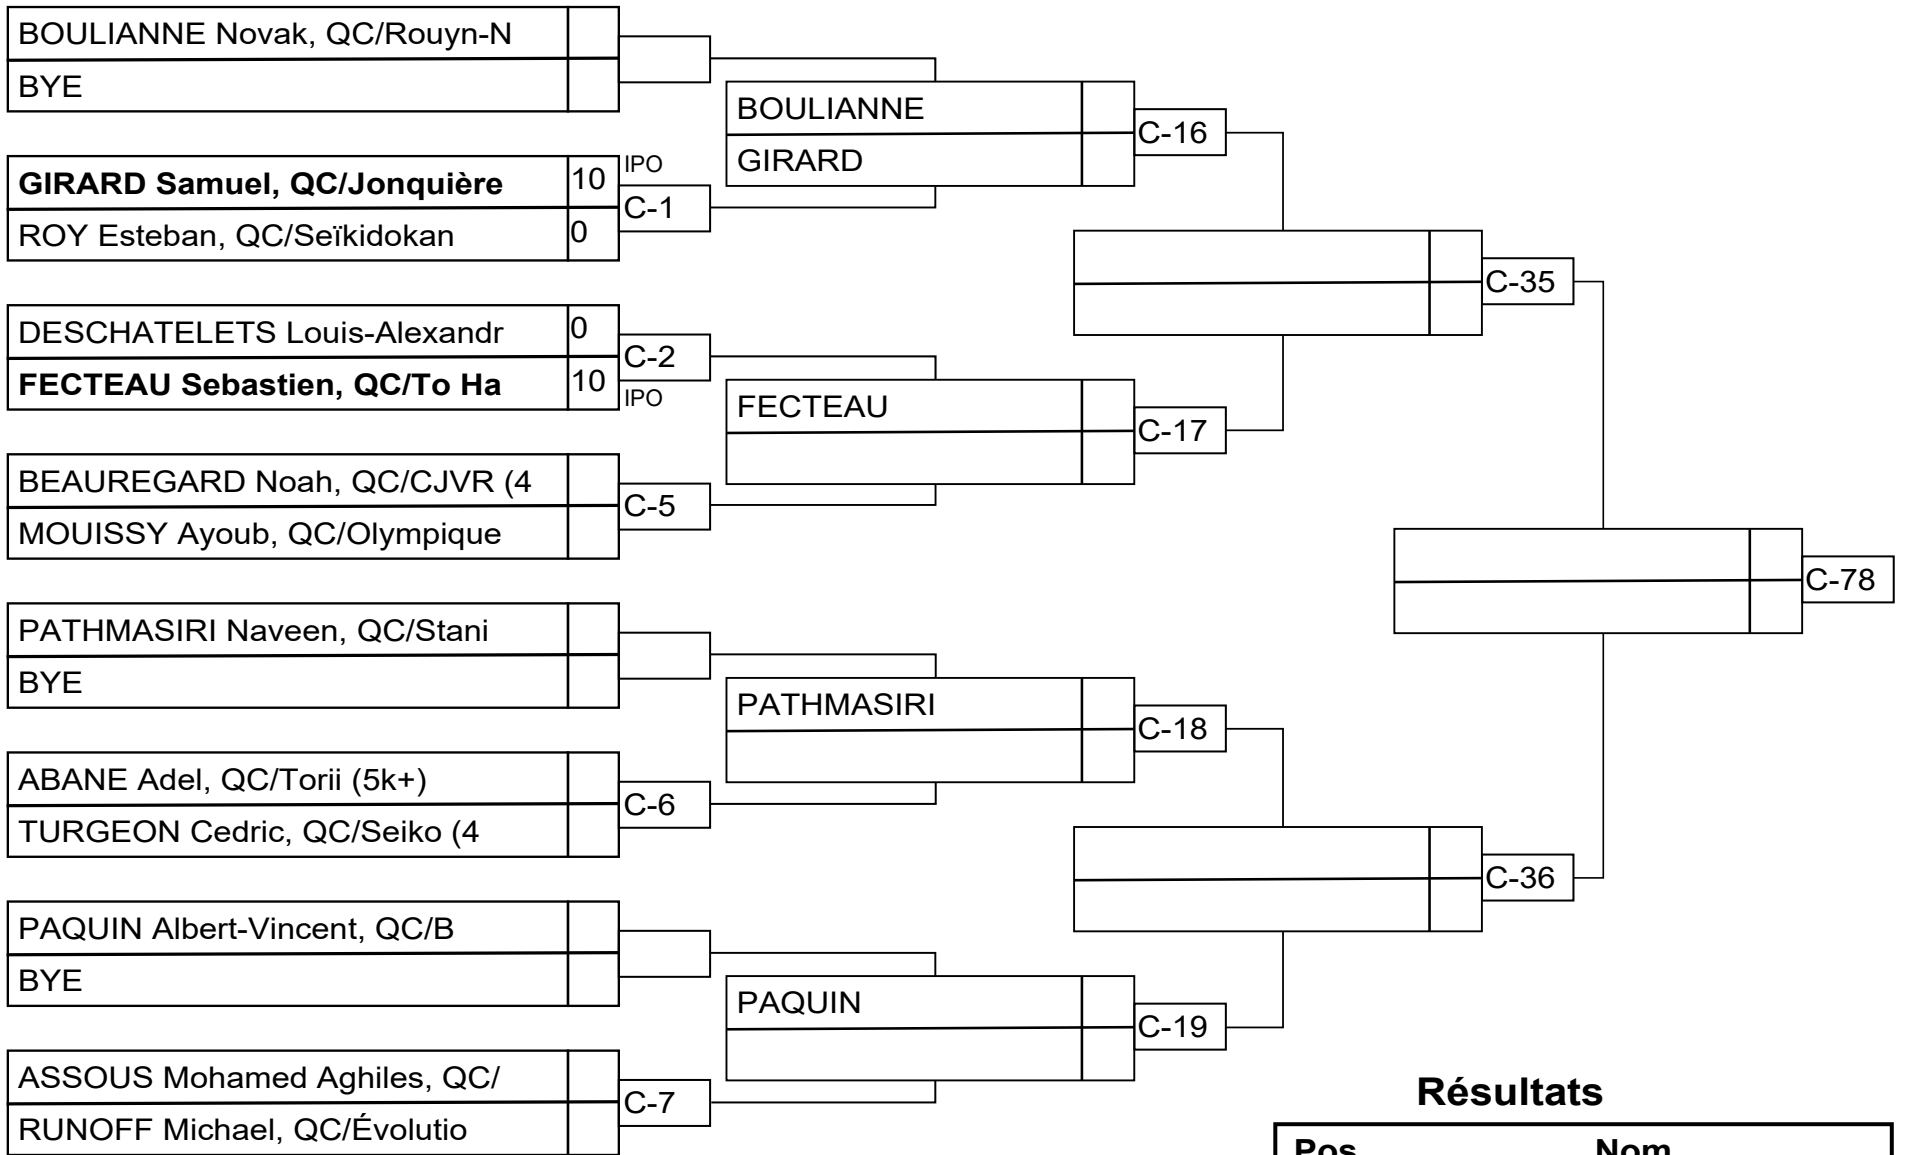 BOULIANNE Novak, QC/Rouyn-N
BYE
GIRARD Samuel, QC/Jonquière 10 IPO
C-1
ROY Esteban, QC/Seïkidokan 0
DESCHATELETS Louis-Alexandr 0
C-2
FECTEAU Sebastien, QC/To Ha 10 IPO
BEAUREGARD Noah, QC/CJVR (4
C-5
MOUISSY Ayoub, QC/Olympique
PATHMASIRI Naveen, QC/Stani
BYE
ABANE Adel, QC/Torii (5k+)
C-6
TURGEON Cedric, QC/Seiko (4
PAQUIN Albert-Vincent, QC/B
BYE
ASSOUS Mohamed Aghiles, QC/
C-7
RUNOFF Michael, QC/Évolutio
BOULIANNE
C-16
GIRARD
FECTEAU
C-17
PATHMASIRI
C-18
PAQUIN
C-19
C-35
C-36
C-78
Résultats
Pos Nom